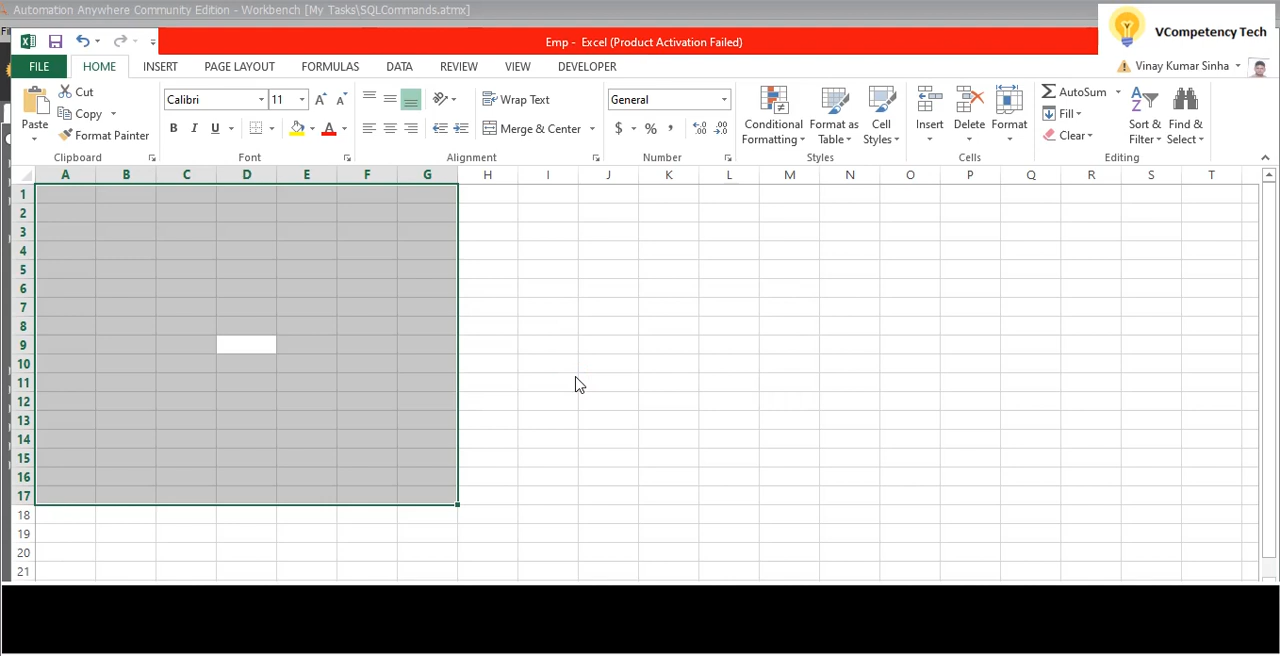 Automation Anywhere Community Edition - Workbench [My Tasks\SQLCommands.atmx]
VCompetency Tech
Emp - Excel (Product Activation Failed)
FILE HOME INSERT PAGE LAYOUT FORMULAS DATA REVIEW VIEW DEVELOPER Vinay Kumar Sinha
Paste
Cut
Copy
Format Painter
Clipboard
Calibri 11
B I U A
Font
Wrap Text
Merge & Center
Alignment
General
$ % ,
Number
Conditional Formatting
Format as Table
Cell Styles
Styles
Insert Delete Format
Cells
AutoSum
Fill
Clear
Sort & Filter
Find & Select
Editing
A B C D E F G H I J K L M N O P Q R S T
1
2
3
4
5
6
7
8
9
10
11
12
13
14
15
16
17
18
19
20
21